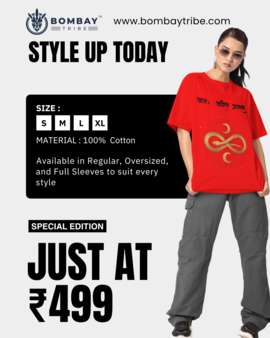 BOMBAY™ www.bombaytribe.com
TRIBE
STYLE UP TODAY
SIZE :
S M L XL
MATERIAL : 100% Cotton
Available in Regular, Oversized,
and Full Sleeves to suit every
style
SPECIAL EDITION
JUST AT
₹499